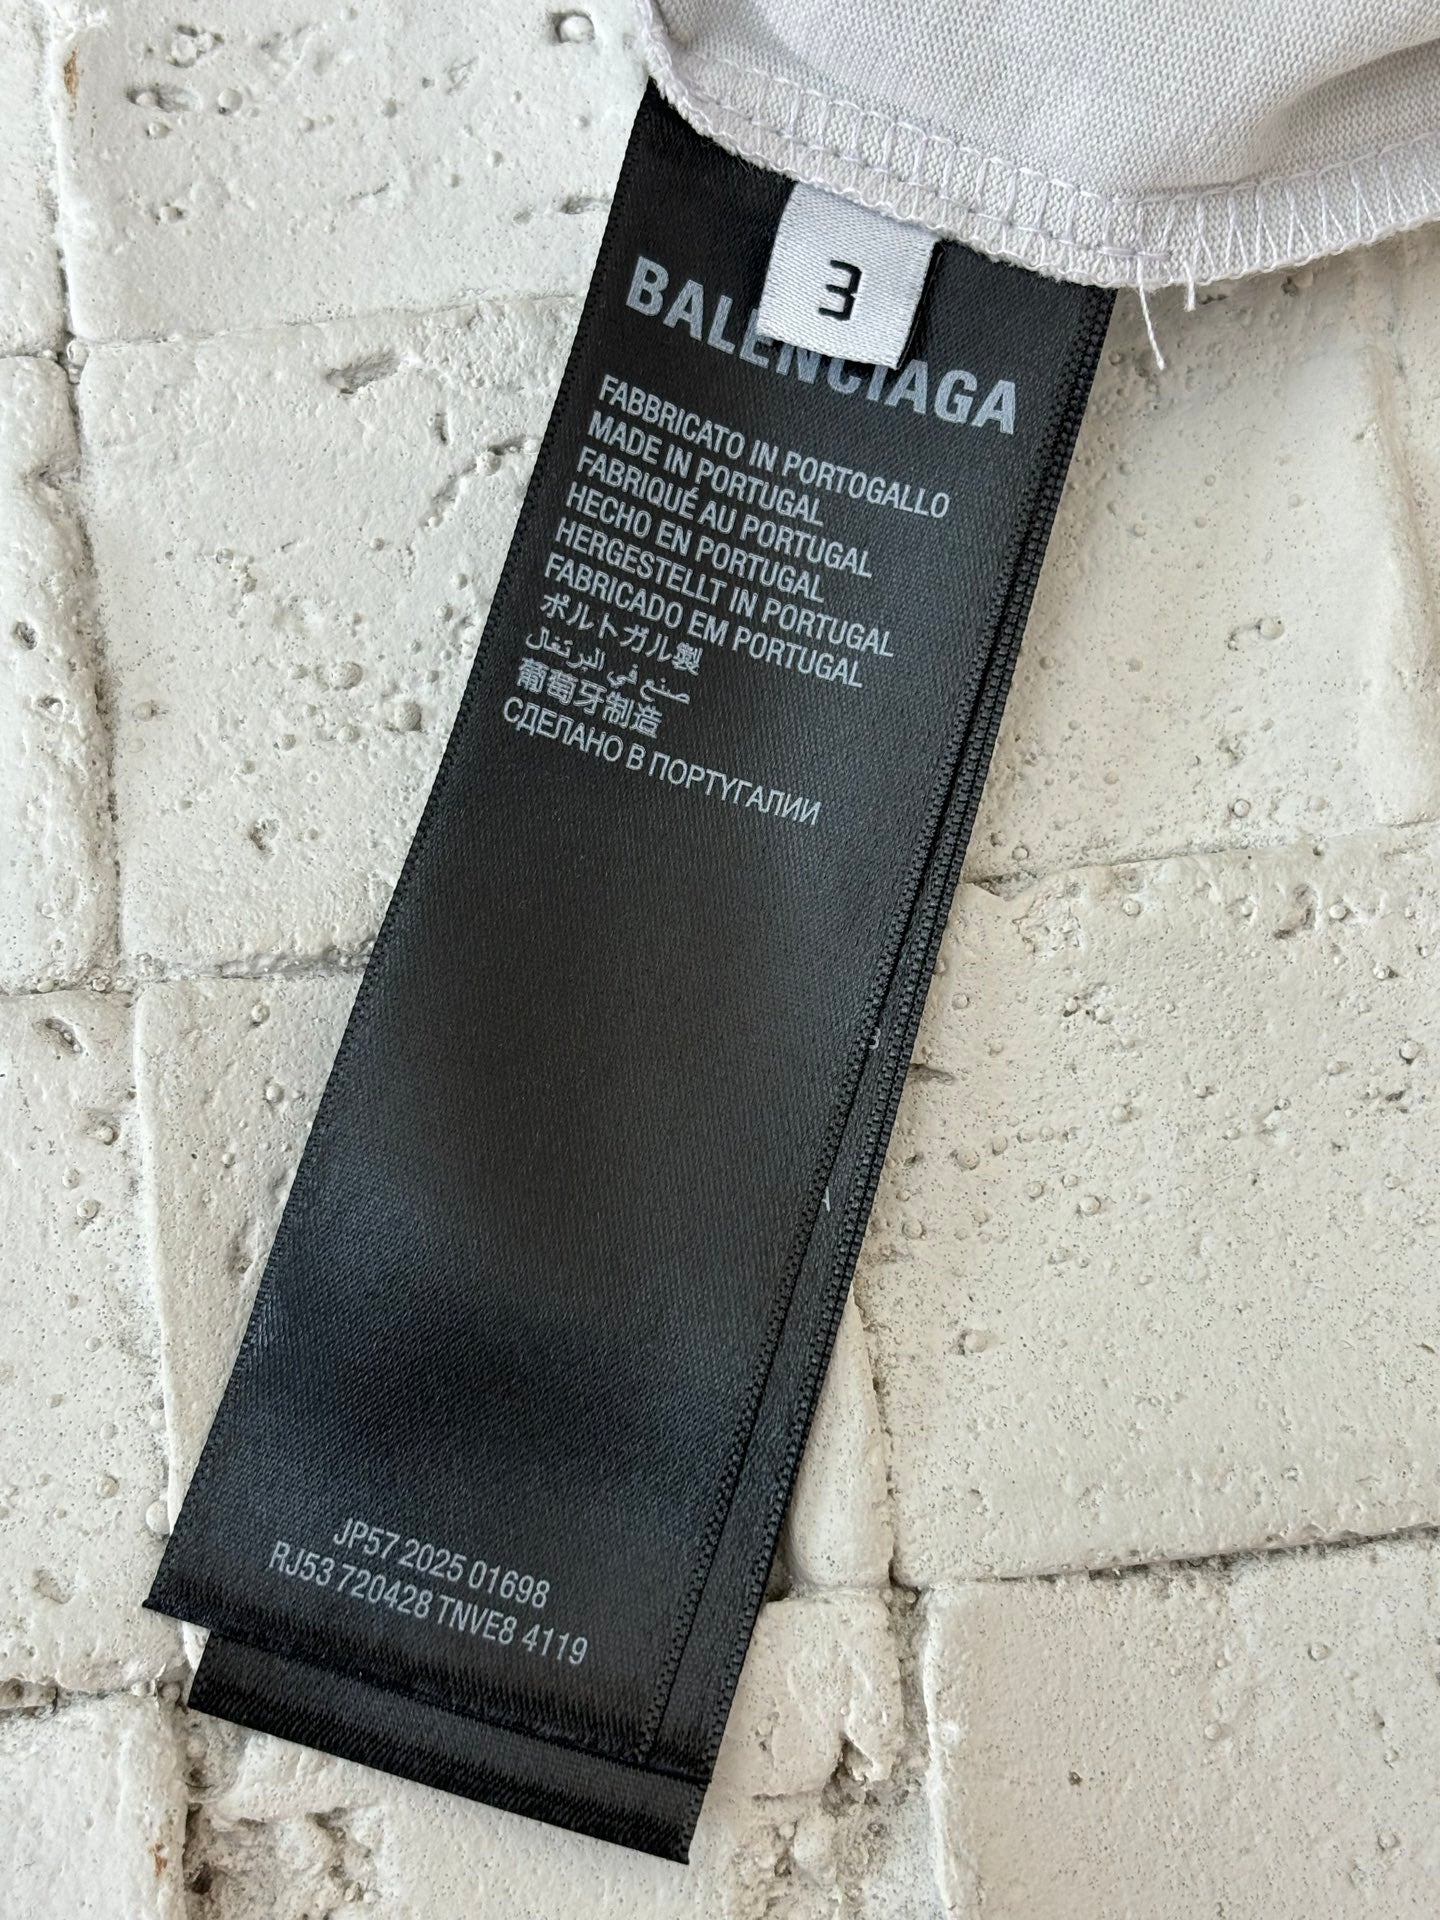 3
BALENCIAGA
FABBRICATO IN PORTOGALLO
MADE IN PORTUGAL
FABRIQUÉ AU PORTUGAL
HECHO EN PORTUGAL
HERGESTELLT IN PORTUGAL
FABRICADO EM PORTUGAL
ポルトガル製
صنع في البرتغال
葡萄牙制造
СДЕЛАНО В ПОРТУГАЛИИ
JP57 2025 01698
RJ53 720428 TNVE8 4119